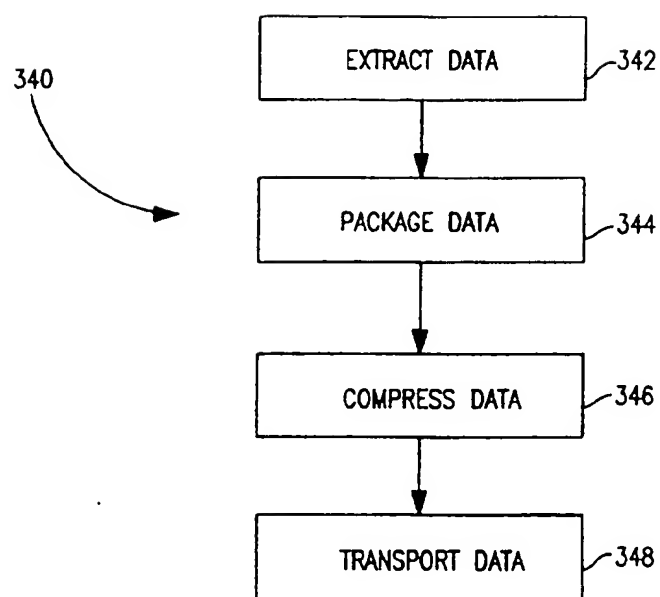 EXTRACT DATA
342
340
PACKAGE DATA
344
COMPRESS DATA
346
TRANSPORT DATA
348